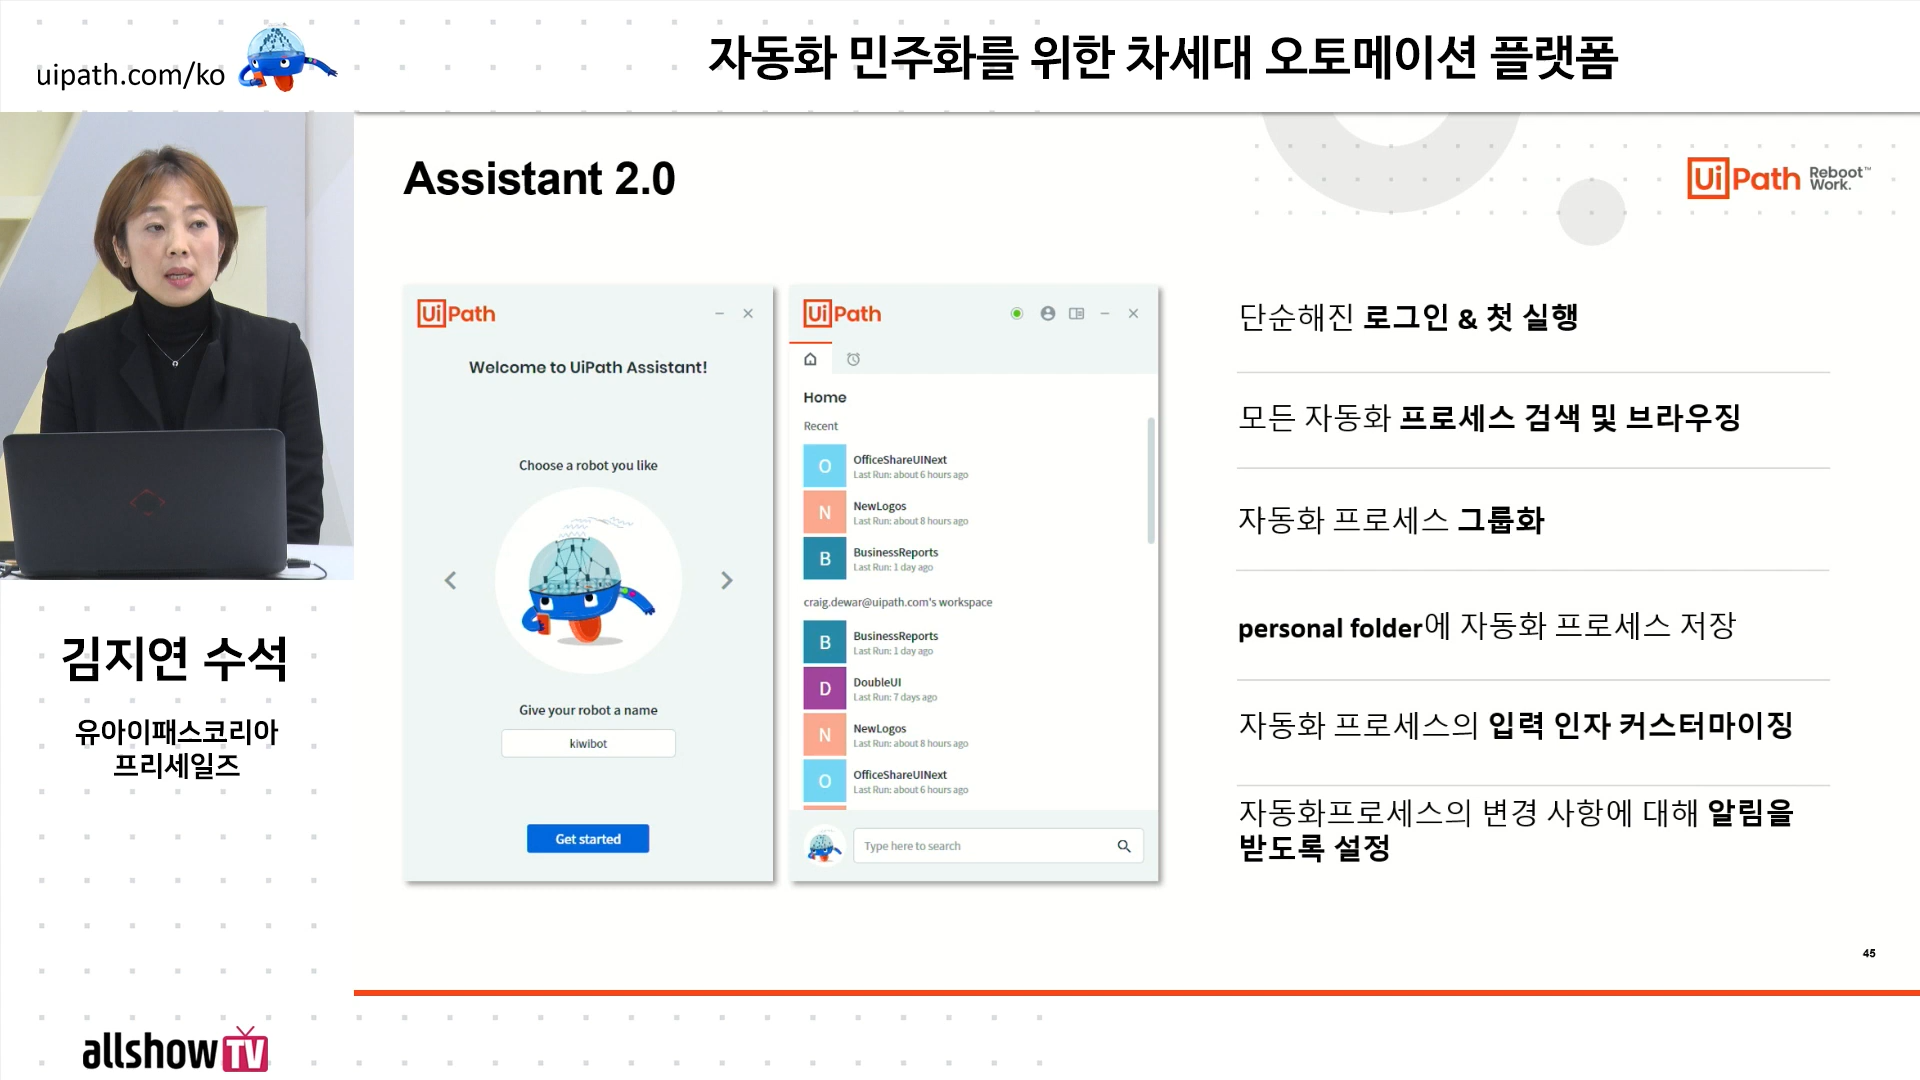 uipath.com/ko
자동화 민주화를 위한 차세대 오토메이션 플랫폼
Assistant 2.0
UiPath Reboot™ Work.
UiPath
Welcome to UiPath Assistant!
Choose a robot you like
Give your robot a name
kiwibot
Get started
UiPath
Home
Recent
O
OfficeShareUINext
Last Run: about 6 hours ago
N
NewLogos
Last Run: about 8 hours ago
B
BusinessReports
Last Run: 1 day ago
craig.dewar@uipath.com's workspace
B
BusinessReports
Last Run: 1 day ago
D
DoubleUI
Last Run: 7 days ago
N
NewLogos
Last Run: about 8 hours ago
O
OfficeShareUINext
Last Run: about 6 hours ago
Type here to search
단순해진 로그인 & 첫 실행
모든 자동화 프로세스 검색 및 브라우징
자동화 프로세스 그룹화
personal folder에 자동화 프로세스 저장
자동화 프로세스의 입력 인자 커스터마이징
자동화프로세스의 변경 사항에 대해 알림을
받도록 설정
45
김지연 수석
유아이패스코리아
프리세일즈
allshowTV